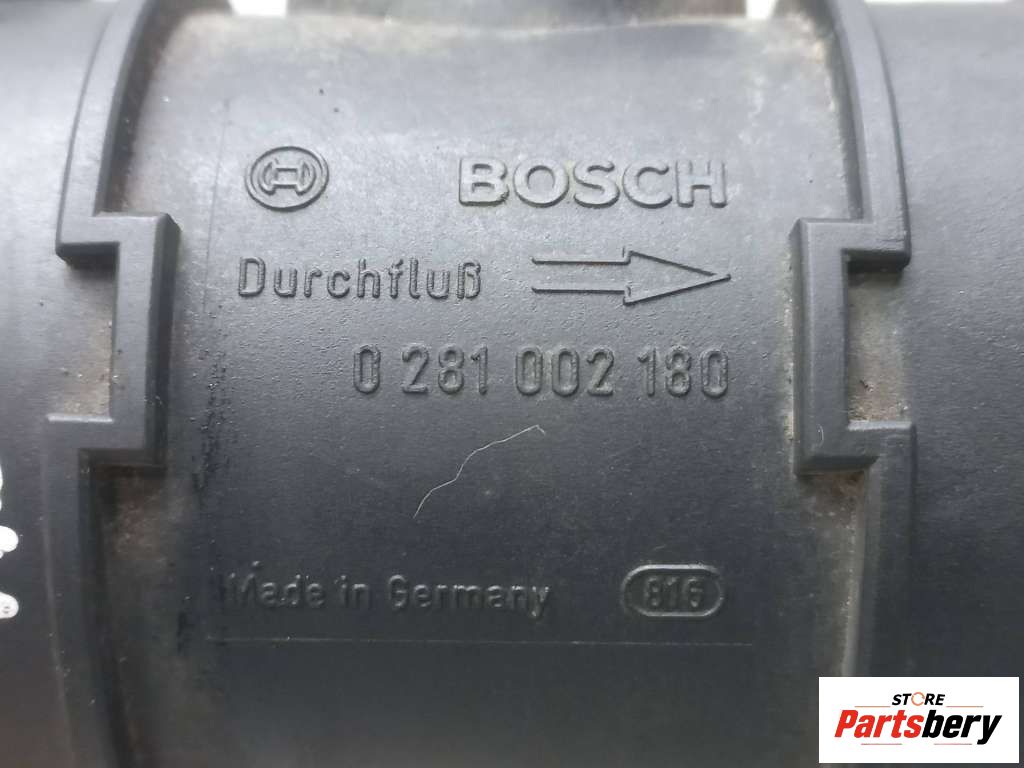 BOSCH
Durchfluß
0 281 002 180
Made in Germany 816
STORE
Partsbery